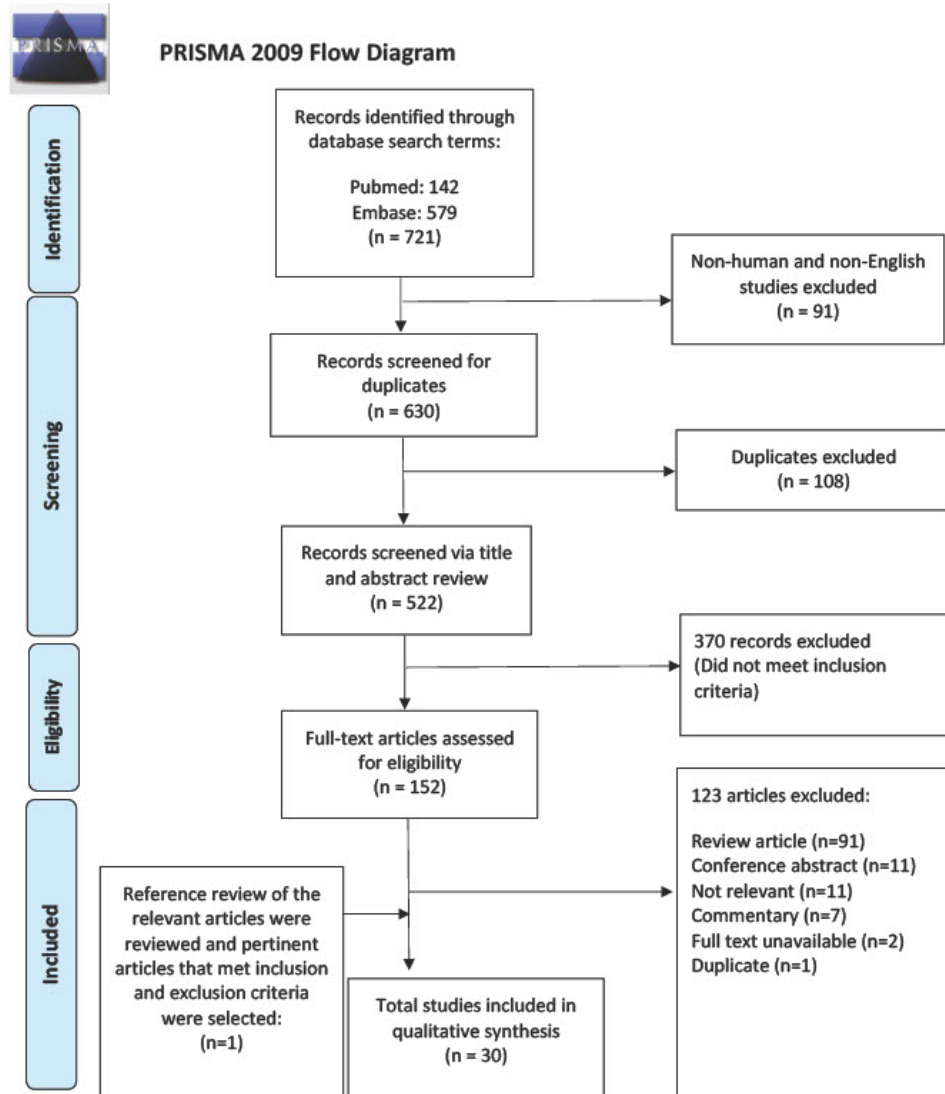 PRISMA
PRISMA 2009 Flow Diagram
Identification
Records identified through
database search terms:
Pubmed: 142
Embase: 579
(n = 721)
Non-human and non-English
studies excluded
(n = 91)
Screening
Records screened for
duplicates
(n = 630)
Duplicates excluded
(n = 108)
Records screened via title
and abstract review
(n = 522)
370 records excluded
(Did not meet inclusion
criteria)
Eligibility
Full-text articles assessed
for eligibility
(n = 152)
123 articles excluded:
Review article (n=91)
Conference abstract (n=11)
Not relevant (n=11)
Commentary (n=7)
Full text unavailable (n=2)
Duplicate (n=1)
Included
Reference review of the
relevant articles were
reviewed and pertinent
articles that met inclusion
and exclusion criteria
were selected:
(n=1)
Total studies included in
qualitative synthesis
(n = 30)